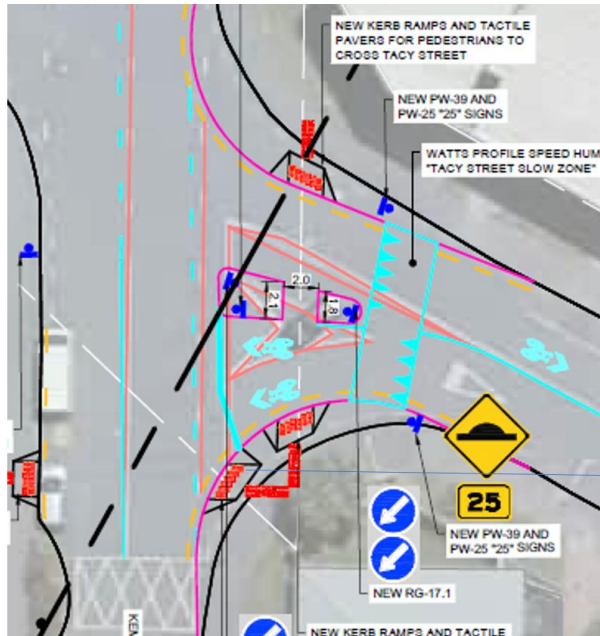 NEW KERB RAMPS AND TACTILE
PAVERS FOR PEDESTRIANS TO
CROSS TACY STREET
NEW PW-39 AND
PW-25 "25" SIGNS
WATTS PROFILE SPEED HUM
"TACY STREET SLOW ZONE"
2.0
2.1
1.8
25
NEW PW-39 AND
PW-25 "25" SIGNS
NEW RG-17.1
KEM
NEW KERB RAMPS AND TACTILE